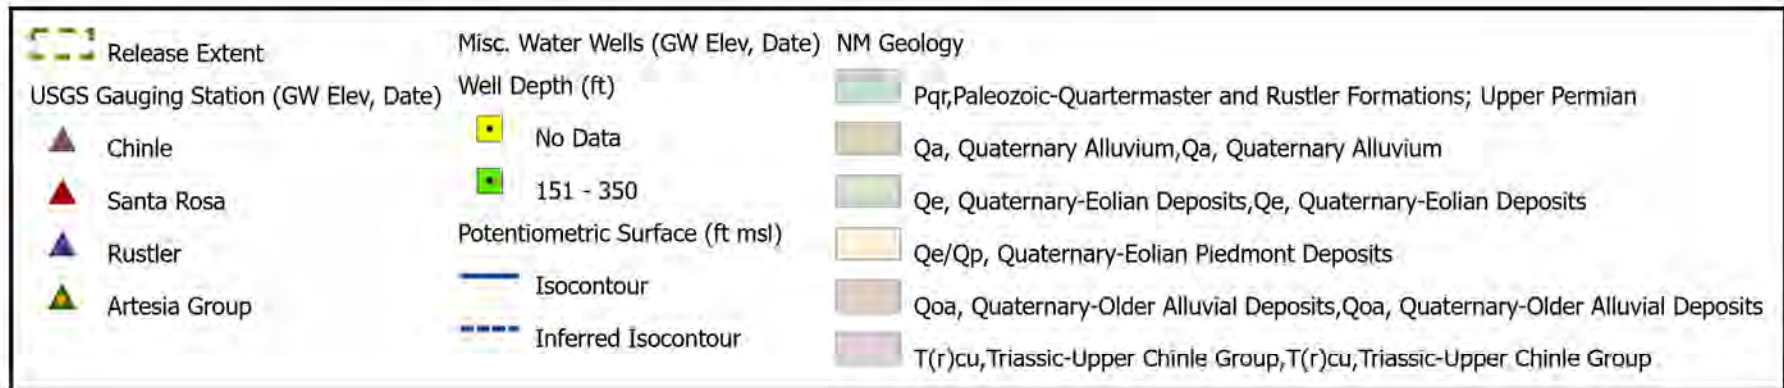 Release Extent
USGS Gauging Station (GW Elev, Date)
Chinle
Santa Rosa
Rustler
Artesia Group
Misc. Water Wells (GW Elev, Date)
Well Depth (ft)
No Data
151 - 350
Potentiometric Surface (ft msl)
Isocontour
Inferred Isocontour
NM Geology
Pqr,Paleozoic-Quartermaster and Rustler Formations; Upper Permian
Qa, Quaternary Alluvium,Qa, Quaternary Alluvium
Qe, Quaternary-Eolian Deposits,Qe, Quaternary-Eolian Deposits
Qe/Qp, Quaternary-Eolian Piedmont Deposits
Qoa, Quaternary-Older Alluvial Deposits,Qoa, Quaternary-Older Alluvial Deposits
T(r)cu,Triassic-Upper Chinle Group,T(r)cu,Triassic-Upper Chinle Group